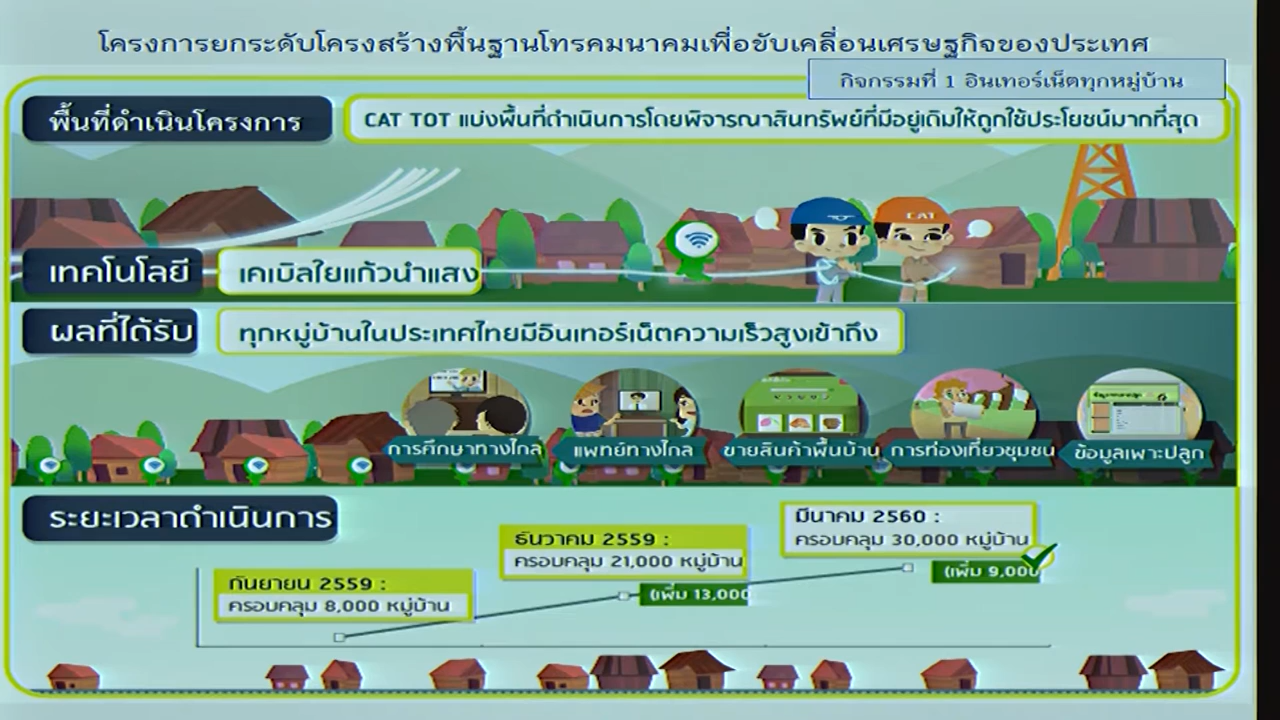 โครงการยกระดับโครงสร้างพื้นฐานโทรคมนาคมเพื่อขับเคลื่อนเศรษฐกิจของประเทศ
กิจกรรมที่ 1 อินเทอร์เน็ตทุกหมู่บ้าน
พื้นที่ดำเนินโครงการ
CAT TOT แบ่งพื้นที่ดำเนินการโดยพิจารณาสินทรัพย์ที่มีอยู่เดิมให้ถูกใช้ประโยชน์มากที่สุด
CAT
เทคโนโลยี
เคเบิลใยแก้วนำแสง
ผลที่ได้รับ
ทุกหมู่บ้านในประเทศไทยมีอินเทอร์เน็ตความเร็วสูงเข้าถึง
การศึกษาทางไกล
แพทย์ทางไกล
ขายสินค้าพื้นบ้าน
การท่องเที่ยวชุมชน
ข้อมูลเพาะปลูก
ระยะเวลาดำเนินการ
กันยายน 2559 :
ครอบคลุม 8,000 หมู่บ้าน
ธันวาคม 2559 :
ครอบคลุม 21,000 หมู่บ้าน
(เพิ่ม 13,000
มีนาคม 2560 :
ครอบคลุม 30,000 หมู่บ้าน
(เพิ่ม 9,000